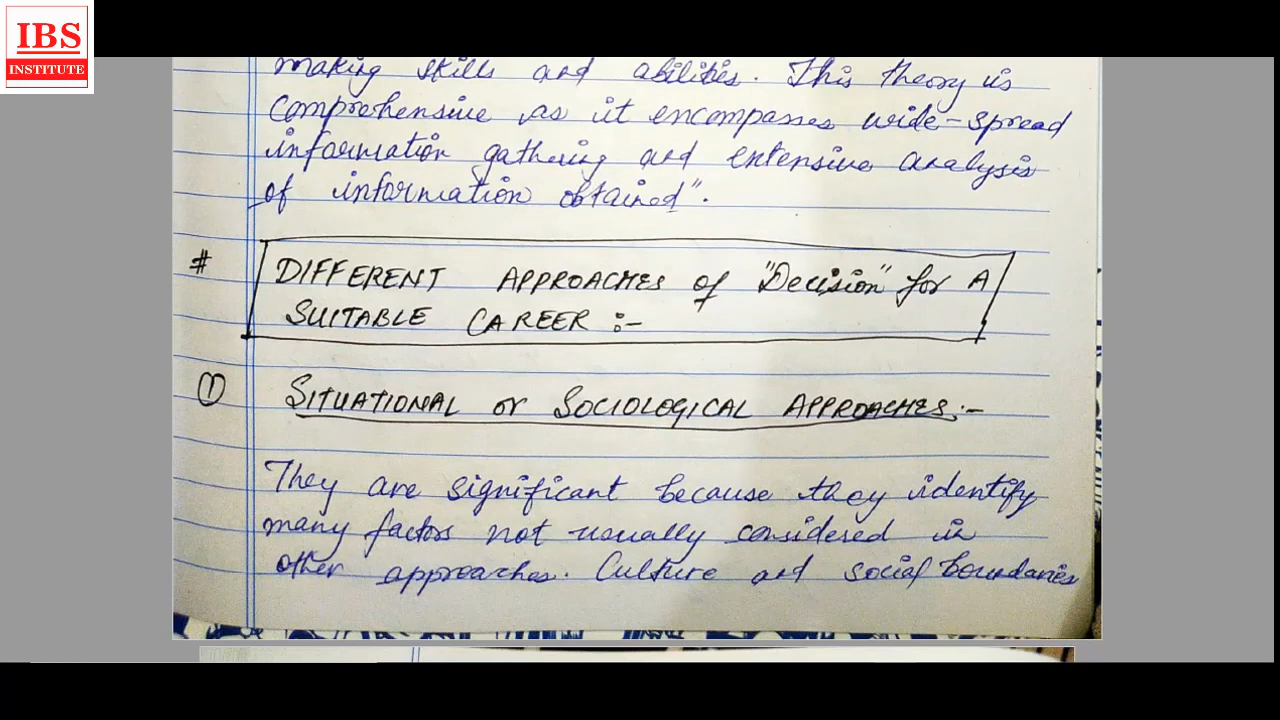 IBS
INSTITUTE
making skills and abilities. This theory is
comprehensive as it encompasses wide-spread
information gathering and extensive analysis
of information obtained".
# DIFFERENT APPROACHES of "Decision" for A
SUITABLE CAREER :-
① SITUATIONAL or SOCIOLOGICAL APPROACHES :-
They are significant because they identify
many factors not usually considered in
other approaches. Culture and social boundaries